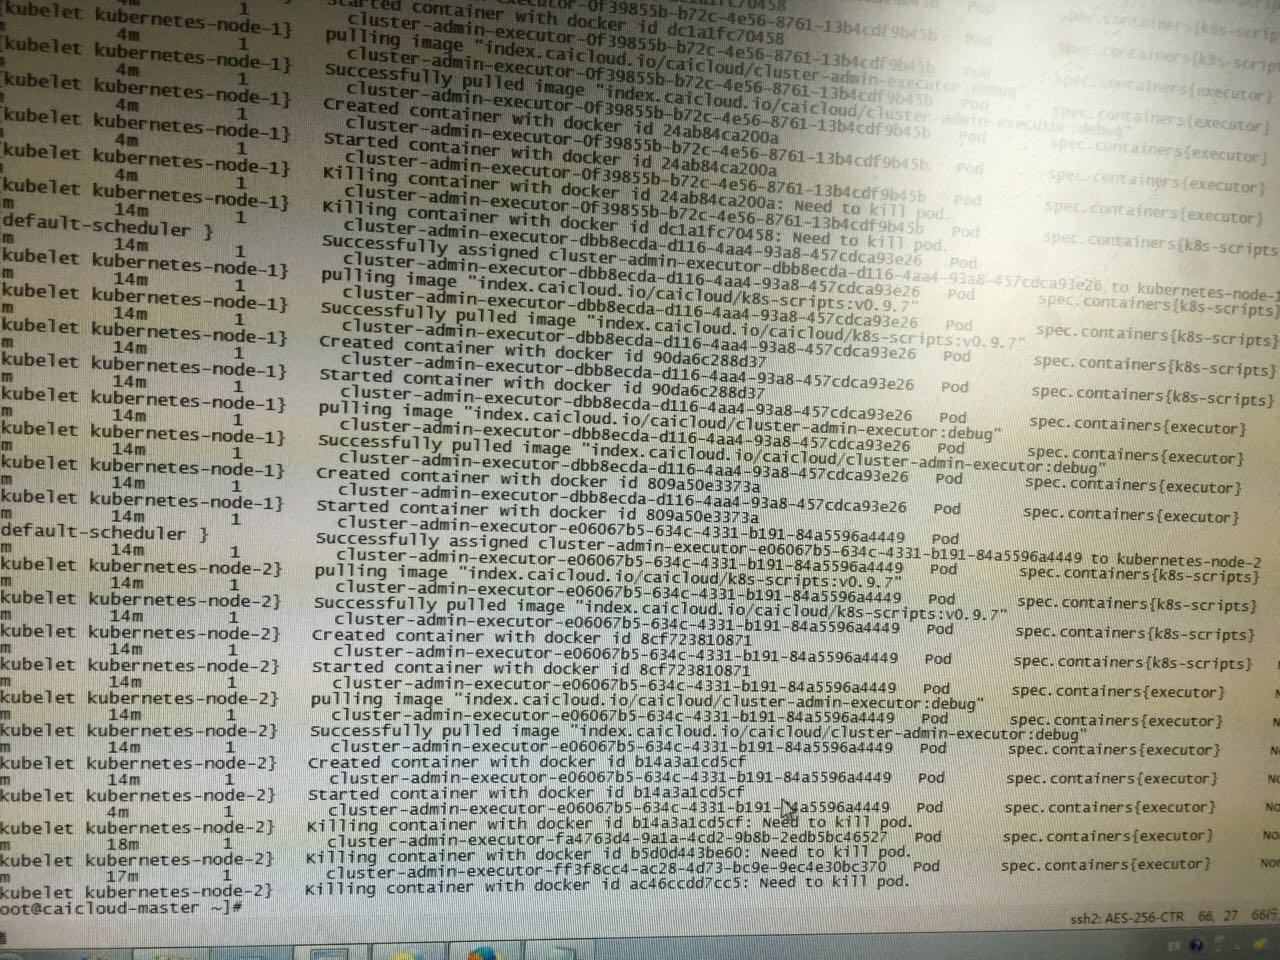 4m 1 Started container with docker id dc1a1fc70458
{kubelet kubernetes-node-1} cluster-admin-executor-0f39855b-b72c-4e56-8761-13b4cdf9b45b
4m 1 pulling image "index.caicloud.io/caicloud/cluster-admin-executor:debug"
[kubelet kubernetes-node-1} cluster-admin-executor-0f39855b-b72c-4e56-8761-13b4cdf9b45b Pod spec.containers{executor}
m 4m 1 Successfully pulled image "index.caicloud.io/caicloud/cluster-admin-executor:debug"
[kubelet kubernetes-node-1} cluster-admin-executor-0f39855b-b72c-4e56-8761-13b4cdf9b45b Pod spec.containers{executor}
m 4m 1 Created container with docker id 24ab84ca200a
[kubelet kubernetes-node-1} cluster-admin-executor-0f39855b-b72c-4e56-8761-13b4cdf9b45b Pod spec.containers{executor}
m 4m 1 Started container with docker id 24ab84ca200a
[kubelet kubernetes-node-1} cluster-admin-executor-0f39855b-b72c-4e56-8761-13b4cdf9b45b Pod spec.containers{executor}
m 4m 1 Killing container with docker id 24ab84ca200a: Need to kill pod.
[kubelet kubernetes-node-1} cluster-admin-executor-0f39855b-b72c-4e56-8761-13b4cdf9b45b Pod spec.containers{k8s-scripts
m 14m 1 Killing container with docker id dc1a1fc70458: Need to kill pod.
default-scheduler } cluster-admin-executor-dbb8ecda-d116-4aa4-93a8-457cdca93e26 Pod
m 14m 1 Successfully assigned cluster-admin-executor-dbb8ecda-d116-4aa4-93a8-457cdca93e26 to kubernetes-node-1
[kubelet kubernetes-node-1} cluster-admin-executor-dbb8ecda-d116-4aa4-93a8-457cdca93e26 Pod spec.containers{k8s-scripts}
m 14m 1 pulling image "index.caicloud.io/caicloud/k8s-scripts:v0.9.7"
[kubelet kubernetes-node-1} cluster-admin-executor-dbb8ecda-d116-4aa4-93a8-457cdca93e26 Pod spec.containers{k8s-scripts}
m 14m 1 Successfully pulled image "index.caicloud.io/caicloud/k8s-scripts:v0.9.7"
[kubelet kubernetes-node-1} cluster-admin-executor-dbb8ecda-d116-4aa4-93a8-457cdca93e26 Pod spec.containers{k8s-scripts}
m 14m 1 Created container with docker id 90da6c288d37
kubelet kubernetes-node-1} cluster-admin-executor-dbb8ecda-d116-4aa4-93a8-457cdca93e26 Pod spec.containers{k8s-scripts}
m 14m 1 Started container with docker id 90da6c288d37
kubelet kubernetes-node-1} cluster-admin-executor-dbb8ecda-d116-4aa4-93a8-457cdca93e26 Pod spec.containers{executor}
m 14m 1 pulling image "index.caicloud.io/caicloud/cluster-admin-executor:debug"
kubelet kubernetes-node-1} cluster-admin-executor-dbb8ecda-d116-4aa4-93a8-457cdca93e26 Pod spec.containers{executor}
m 14m 1 Successfully pulled image "index.caicloud.io/caicloud/cluster-admin-executor:debug"
kubelet kubernetes-node-1} cluster-admin-executor-dbb8ecda-d116-4aa4-93a8-457cdca93e26 Pod spec.containers{executor}
m 14m 1 Created container with docker id 809a50e3373a
kubelet kubernetes-node-1} cluster-admin-executor-dbb8ecda-d116-4aa4-93a8-457cdca93e26 Pod spec.containers{executor}
m 14m 1 Started container with docker id 809a50e3373a
default-scheduler } cluster-admin-executor-e06067b5-634c-4331-b191-84a5596a4449 Pod
m 14m 1 Successfully assigned cluster-admin-executor-e06067b5-634c-4331-b191-84a5596a4449 to kubernetes-node-2
kubelet kubernetes-node-2} cluster-admin-executor-e06067b5-634c-4331-b191-84a5596a4449 Pod spec.containers{k8s-scripts}
m 14m 1 pulling image "index.caicloud.io/caicloud/k8s-scripts:v0.9.7"
kubelet kubernetes-node-2} cluster-admin-executor-e06067b5-634c-4331-b191-84a5596a4449 Pod spec.containers{k8s-scripts}
m 14m 1 Successfully pulled image "index.caicloud.io/caicloud/k8s-scripts:v0.9.7"
kubelet kubernetes-node-2} cluster-admin-executor-e06067b5-634c-4331-b191-84a5596a4449 Pod spec.containers{k8s-scripts}
m 14m 1 Created container with docker id 8cf723810871
kubelet kubernetes-node-2} cluster-admin-executor-e06067b5-634c-4331-b191-84a5596a4449 Pod spec.containers{k8s-scripts}
m 14m 1 Started container with docker id 8cf723810871
kubelet kubernetes-node-2} cluster-admin-executor-e06067b5-634c-4331-b191-84a5596a4449 Pod spec.containers{executor}
m 14m 1 pulling image "index.caicloud.io/caicloud/cluster-admin-executor:debug"
kubelet kubernetes-node-2} cluster-admin-executor-e06067b5-634c-4331-b191-84a5596a4449 Pod spec.containers{executor}
m 14m 1 Successfully pulled image "index.caicloud.io/caicloud/cluster-admin-executor:debug"
kubelet kubernetes-node-2} cluster-admin-executor-e06067b5-634c-4331-b191-84a5596a4449 Pod spec.containers{executor}
m 14m 1 Created container with docker id b14a3a1cd5cf
kubelet kubernetes-node-2} cluster-admin-executor-e06067b5-634c-4331-b191-84a5596a4449 Pod spec.containers{executor}
m 14m 1 Started container with docker id b14a3a1cd5cf
kubelet kubernetes-node-2} cluster-admin-executor-e06067b5-634c-4331-b191-84a5596a4449 Pod spec.containers{executor} No
m 4m 1 Killing container with docker id b14a3a1cd5cf: Need to kill pod.
kubelet kubernetes-node-2} cluster-admin-executor-fa4763d4-9a1a-4cd2-9b8b-2edb5bc46527 Pod spec.containers{executor} No
m 18m 1 Killing container with docker id b5d0d443be60: Need to kill pod.
kubelet kubernetes-node-2} cluster-admin-executor-ff3f8cc4-ac28-4d73-bc9e-9ec4e30bc370 Pod spec.containers{executor} Nor
m 17m 1 Killing container with docker id ac46ccdd7cc5: Need to kill pod.
kubelet kubernetes-node-2}
oot@caicloud-master ~]#
ssh2: AES-256-CTR 66, 27 66行